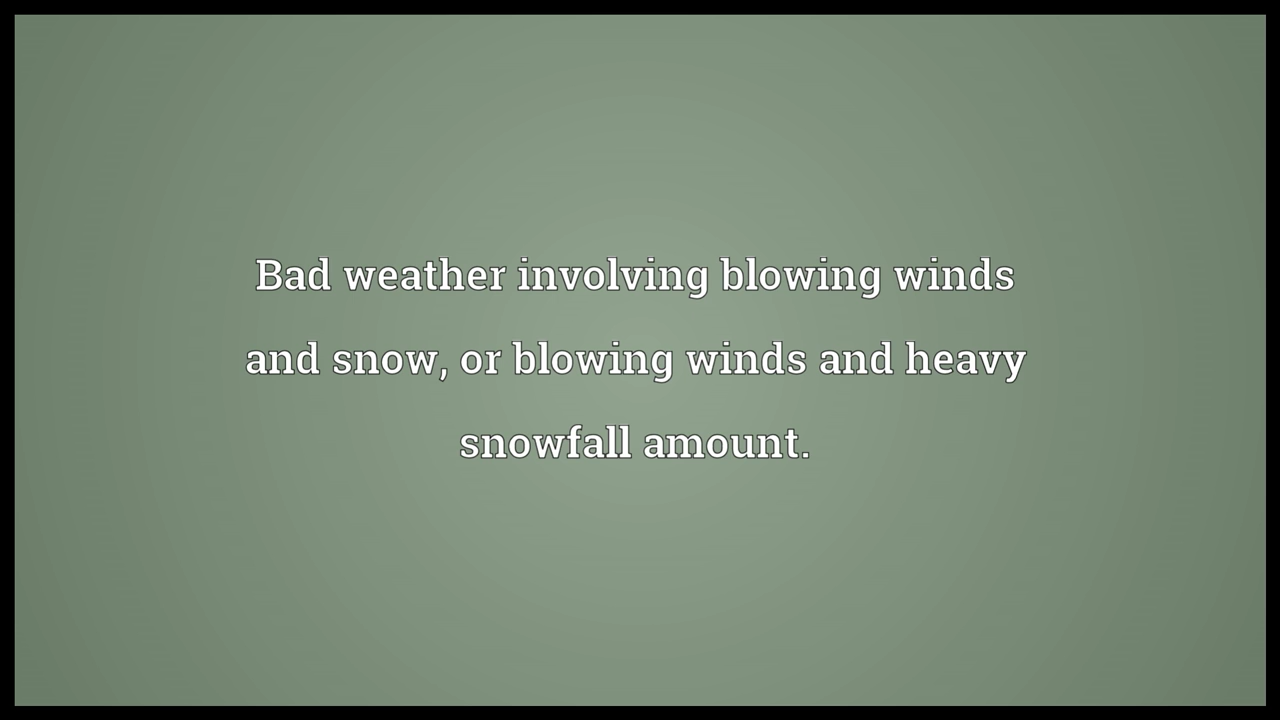 Bad weather involving blowing winds
and snow, or blowing winds and heavy
snowfall amount.